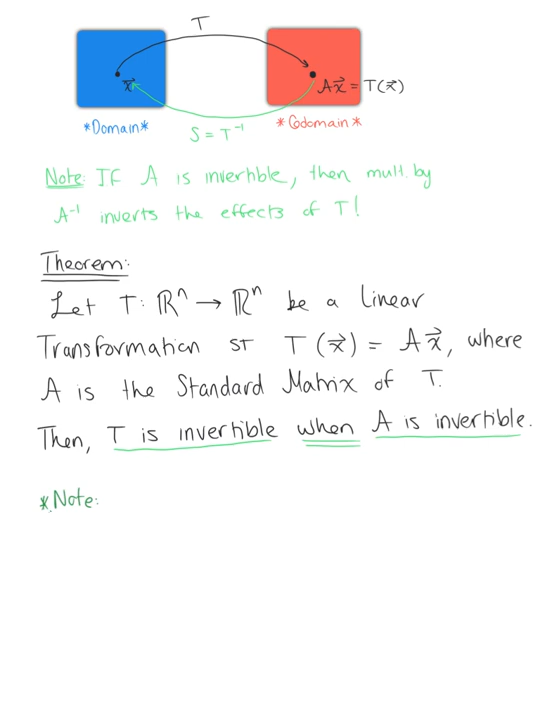 T
x⃗
Ax⃗ = T(x⃗)
*Domain*
S = T⁻¹
*Codomain*
Note: If A is invertible, then mult. by
A⁻¹ inverts the effects of T!
Theorem:
Let T: ℝⁿ → ℝⁿ be a linear
Transformation ST T(x⃗) = Ax⃗, where
A is the Standard Matrix of T.
Then, T is invertible when A is invertible.
*Note: